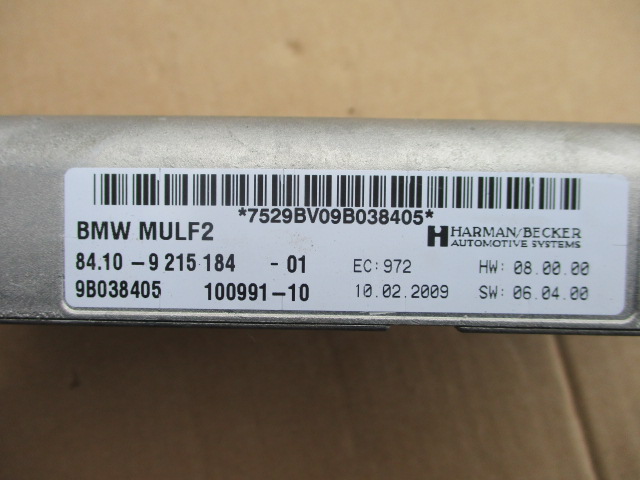 *7529BV09B038405*
BMW MULF2
HARMAN/BECKER
AUTOMOTIVE SYSTEMS
84.10 - 9 215 184 - 01 EC: 972 HW: 08.00.00
9B038405 100991-10 10.02.2009 SW: 06.04.00